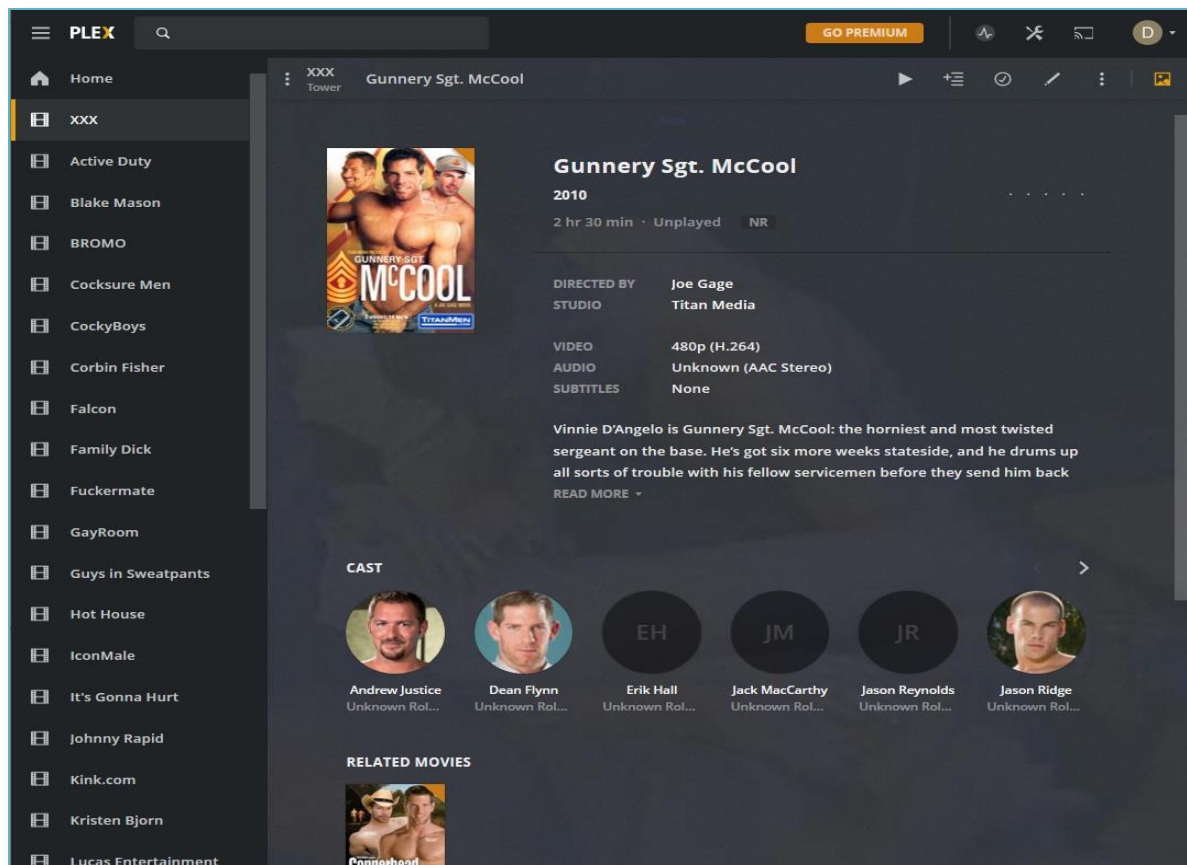 PLEX
GO PREMIUM
D
Home
XXX
Active Duty
Blake Mason
BROMO
Cocksure Men
CockyBoys
Corbin Fisher
Falcon
Family Dick
Fuckermate
GayRoom
Guys in Sweatpants
Hot House
IconMale
It's Gonna Hurt
Johnny Rapid
Kink.com
Kristen Bjorn
Lucas Entertainment
XXX
Tower
Gunnery Sgt. McCool
GUNNERY SGT.
McCOOL
A JOE GAGE MOVIE
TITANMEN
Gunnery Sgt. McCool
2010
2 hr 30 min · Unplayed NR
DIRECTED BY Joe Gage
STUDIO Titan Media
VIDEO 480p (H.264)
AUDIO Unknown (AAC Stereo)
SUBTITLES None
Vinnie D’Angelo is Gunnery Sgt. McCool: the horniest and most twisted
sergeant on the base. He’s got six more weeks stateside, and he drums up
all sorts of trouble with his fellow servicemen before they send him back
READ MORE
CAST
EH JM JR
Andrew Justice Dean Flynn Erik Hall Jack MacCarthy Jason Reynolds Jason Ridge
Unknown Rol... Unknown Rol... Unknown Rol... Unknown Rol... Unknown Rol... Unknown Rol...
RELATED MOVIES
Copperhead